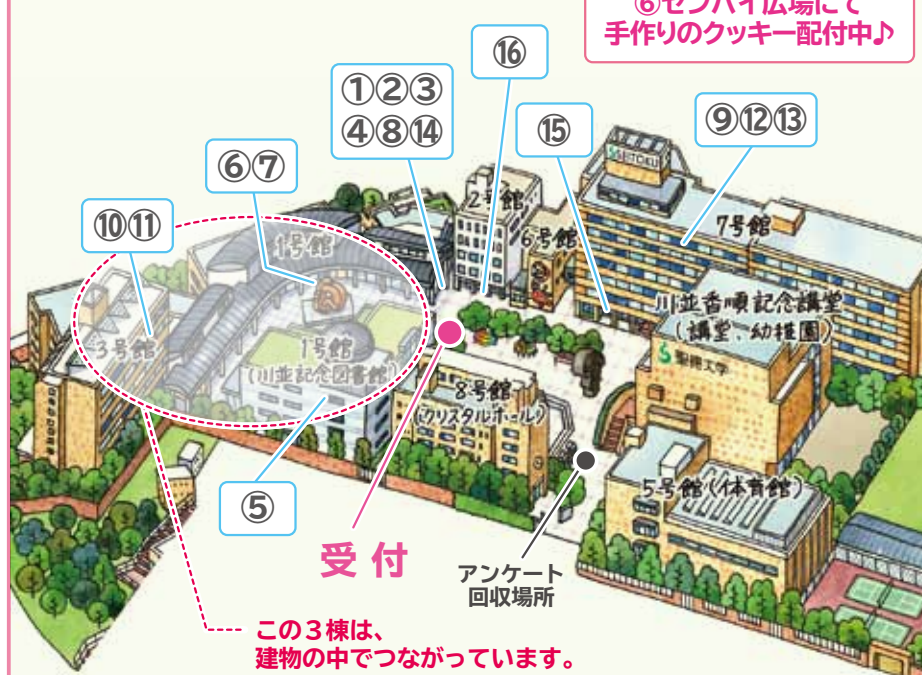 ⑥センパイ広場にて
手作りのクッキー配付中♪
⑯
①②③
④⑧⑭
⑮
⑨⑫⑬
⑥⑦
⑩⑪
SEITOKU
2号館
6号館
7号館
1号館
川並香順記念講堂
(講堂・幼稚園)
3号館
1号館
(川並記念図書館)
聖徳大学
8号館
(クリスタルホール)
5号館(体育館)
⑤
受付
アンケート
回収場所
この3棟は、
建物の中でつながっています。